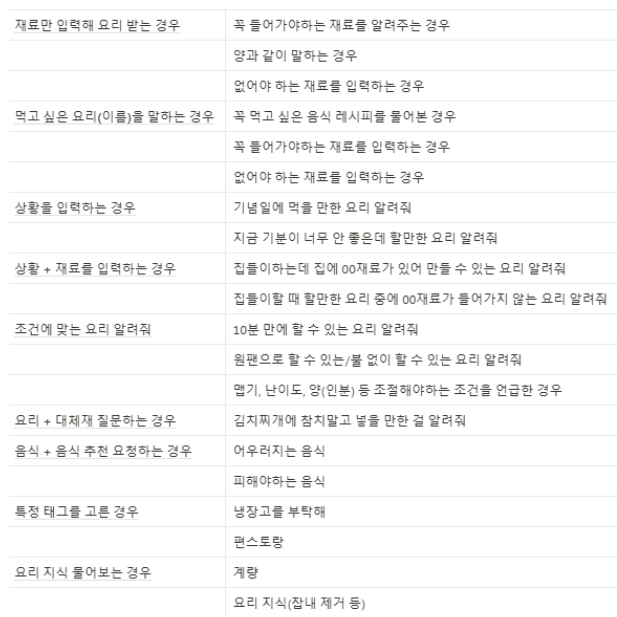 재료만 입력해 요리 받는 경우 꼭 들어가야하는 재료를 알려주는 경우
양과 같이 말하는 경우
없어야 하는 재료를 입력하는 경우
먹고 싶은 요리(이름)을 말하는 경우 꼭 먹고 싶은 음식 레시피를 물어본 경우
꼭 들어가야하는 재료를 입력하는 경우
없어야 하는 재료를 입력하는 경우
상황을 입력하는 경우 기념일에 먹을 만한 요리 알려줘
지금 기분이 너무 안 좋은데 할만한 요리 알려줘
상황 + 재료를 입력하는 경우 집들이하는데 집에 00재료가 있어 만들 수 있는 요리 알려줘
집들이할 때 할만한 요리 중에 00재료가 들어가지 않는 요리 알려줘
조건에 맞는 요리 알려줘 10분 만에 할 수 있는 요리 알려줘
원팬으로 할 수 있는/불 없이 할 수 있는 요리 알려줘
맵기, 난이도, 양(인분) 등 조절해야하는 조건을 언급한 경우
요리 + 대체재 질문하는 경우 김치찌개에 참치말고 넣을 만한 걸 알려줘
음식 + 음식 추천 요청하는 경우 어우러지는 음식
피해야하는 음식
특정 태그를 고른 경우 냉장고를 부탁해
편스토랑
요리 지식 물어보는 경우 계량
요리 지식(잡내 제거 등)